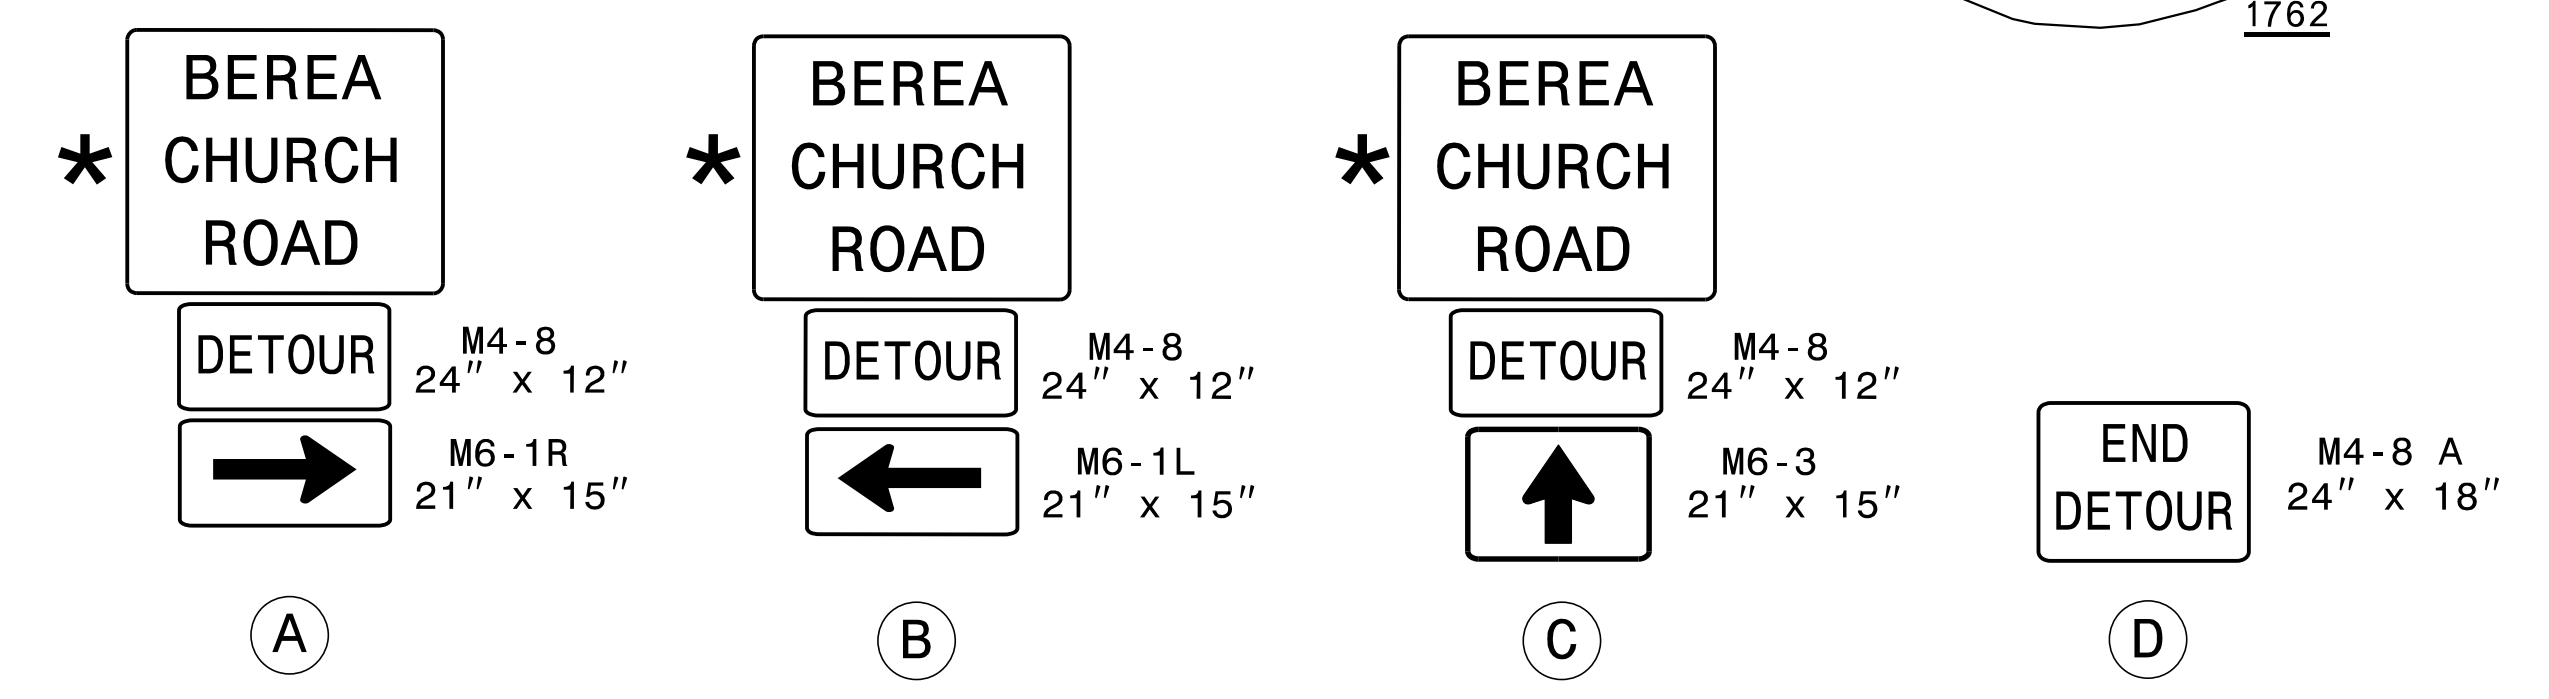 1762
*
BEREA
CHURCH
ROAD
DETOUR
M4-8
24" x 12"
M6-1R
21" x 15"
A
*
BEREA
CHURCH
ROAD
DETOUR
M4-8
24" x 12"
M6-1L
21" x 15"
B
*
BEREA
CHURCH
ROAD
DETOUR
M4-8
24" x 12"
M6-3
21" x 15"
C
END
DETOUR
M4-8 A
24" x 18"
D